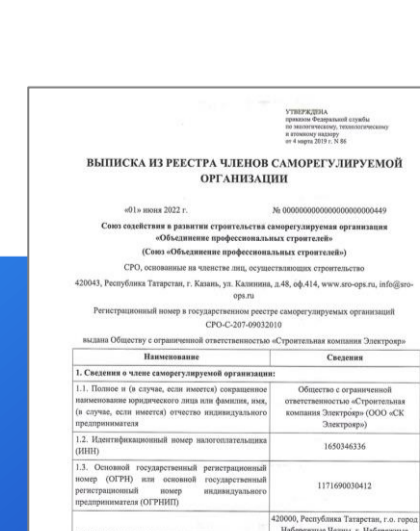 УТВЕРЖДЕНА
приказом Федеральной службы
по экологическому, технологическому
и атомному надзору
от 4 марта 2019 г. N 86
ВЫПИСКА ИЗ РЕЕСТРА ЧЛЕНОВ САМОРЕГУЛИРУЕМОЙ
ОРГАНИЗАЦИИ
«01» июня 2022 г.
№
Союз содействия в развитии строительства саморегулируемая организация
«Объединение профессиональных строителей»
(Союз «Объединение профессиональных строителей»)
СРО, основанные на членстве лиц, осуществляющих строительство
420043, Республика Татарстан, г. Казань, ул. Калинина, д.48, оф.414, www.sro-ops.ru, info@sro-
ops.ru
Регистрационный номер в государственном реестре саморегулируемых организаций
СРО-С-207-09032010
выдана Обществу с ограниченной ответственностью «Строительная компания Электроярр»
Наименование
Сведения
1. Сведения о члене саморегулируемой организации:
1.1. Полное и (в случае, если имеется) сокращенное
наименование юридического лица или фамилия, имя,
(в случае, если имеется) отчество индивидуального
предпринимателя
Общество с ограниченной
ответственностью «Строительная
компания Электроярр» (ООО «СК
Электроярр»)
1.2. Идентификационный номер налогоплательщика
(ИНН)
1650346336
1.3. Основной государственный регистрационный
номер (ОГРН) или основной государственный
регистрационный номер индивидуального
предпринимателя (ОГРНИП)
1171690030412
420000, Республика Татарстан, г.о. город
Набережные Челны, г. Набережные